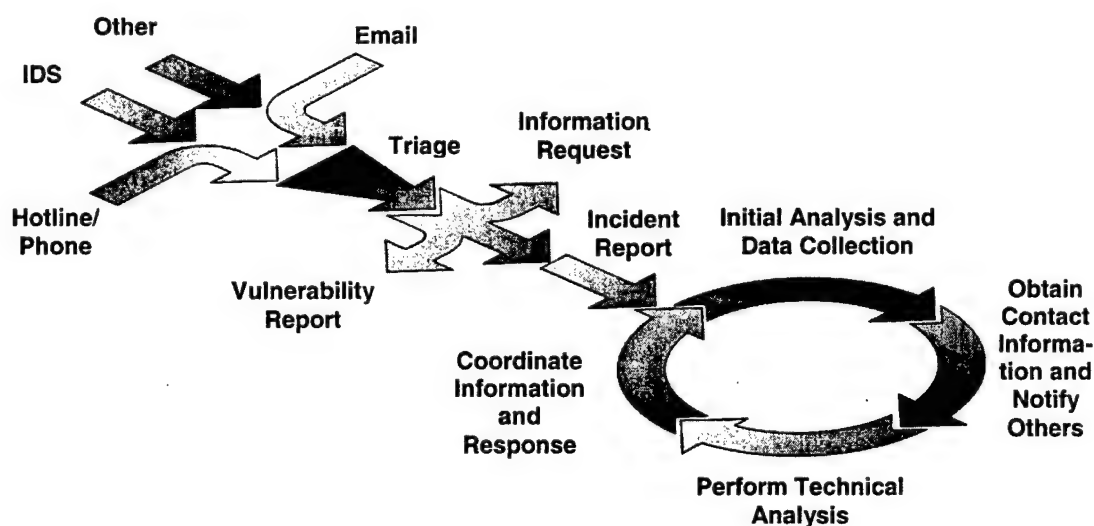 Other
Email
IDS
Triage
Information
Request
Hotline/
Phone
Incident
Report
Initial Analysis and
Data Collection
Vulnerability
Report
Obtain
Contact
Informa-
tion and
Notify
Others
Coordinate
Information
and
Response
Perform Technical
Analysis